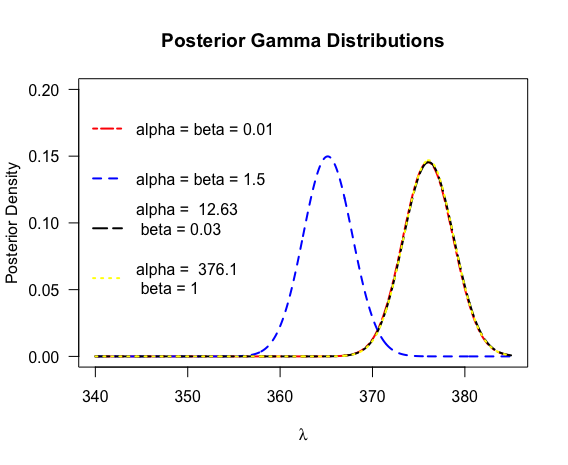 Posterior Gamma Distributions
Posterior Density
0.20
0.15
0.10
0.05
0.00
alpha = beta = 0.01
alpha = beta = 1.5
alpha =  12.63
beta = 0.03
alpha =  376.1
beta = 1
340
350
360
370
380
λ